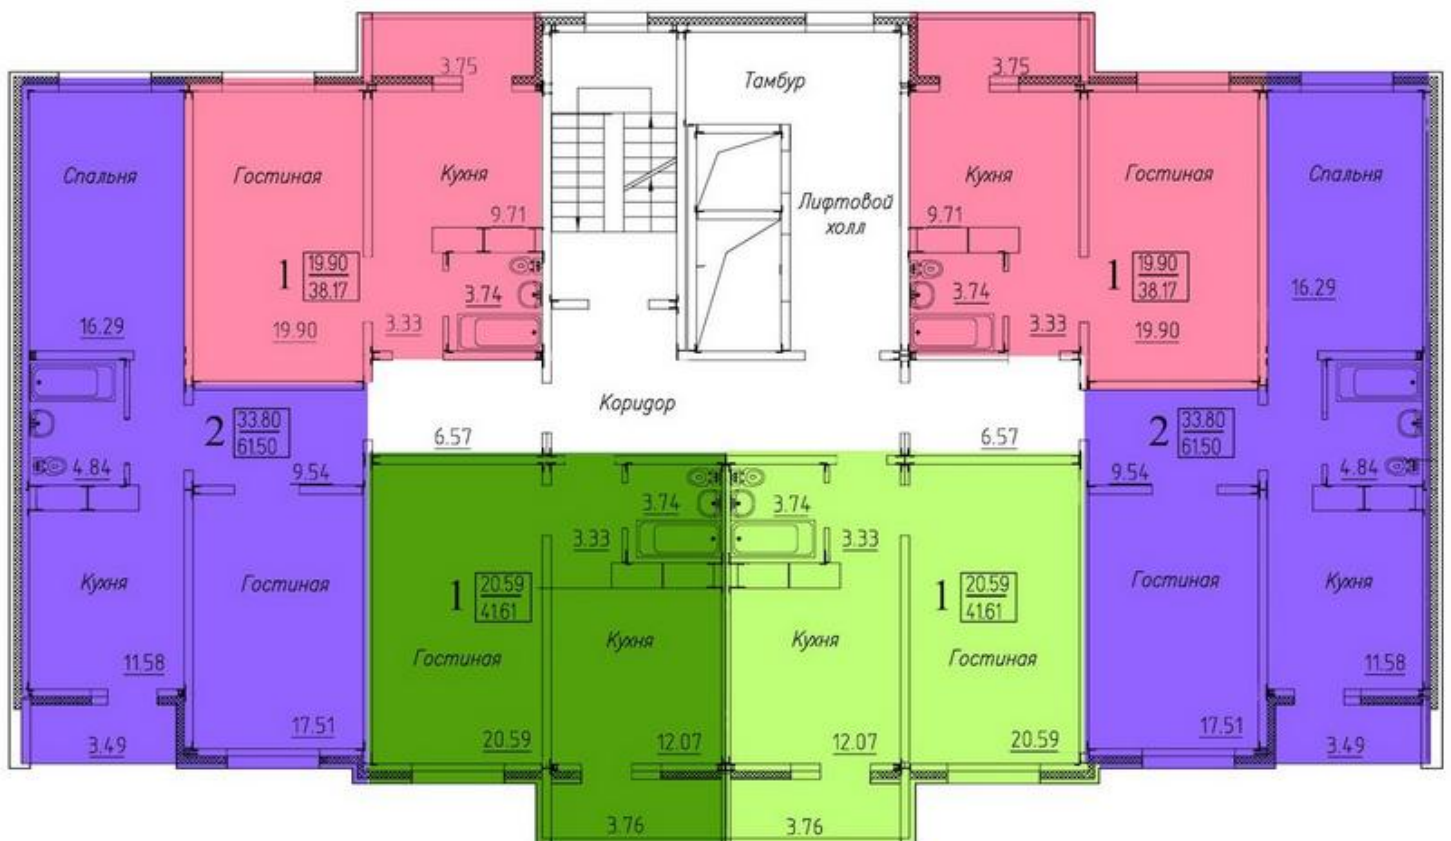 3.75
3.75
Тамбур
Спальня
Гостиная
Кухня
Кухня
Гостиная
Спальня
Лифтовой
холл
9.71
9.71
1
19.90
38.17
1
19.90
38.17
16.29
3.74
3.74
16.29
19.90
3.33
3.33
19.90
Коридор
2
33.80
61.50
6.57
6.57
2
33.80
61.50
4.84
9.54
9.54
4.84
3.74
3.74
3.33
3.33
Кухня
Гостиная
1
20.59
41.61
1
20.59
41.61
Гостиная
Кухня
Гостиная
Кухня
Кухня
Гостиная
11.58
11.58
17.51
20.59
12.07
12.07
20.59
17.51
3.49
3.49
3.76
3.76